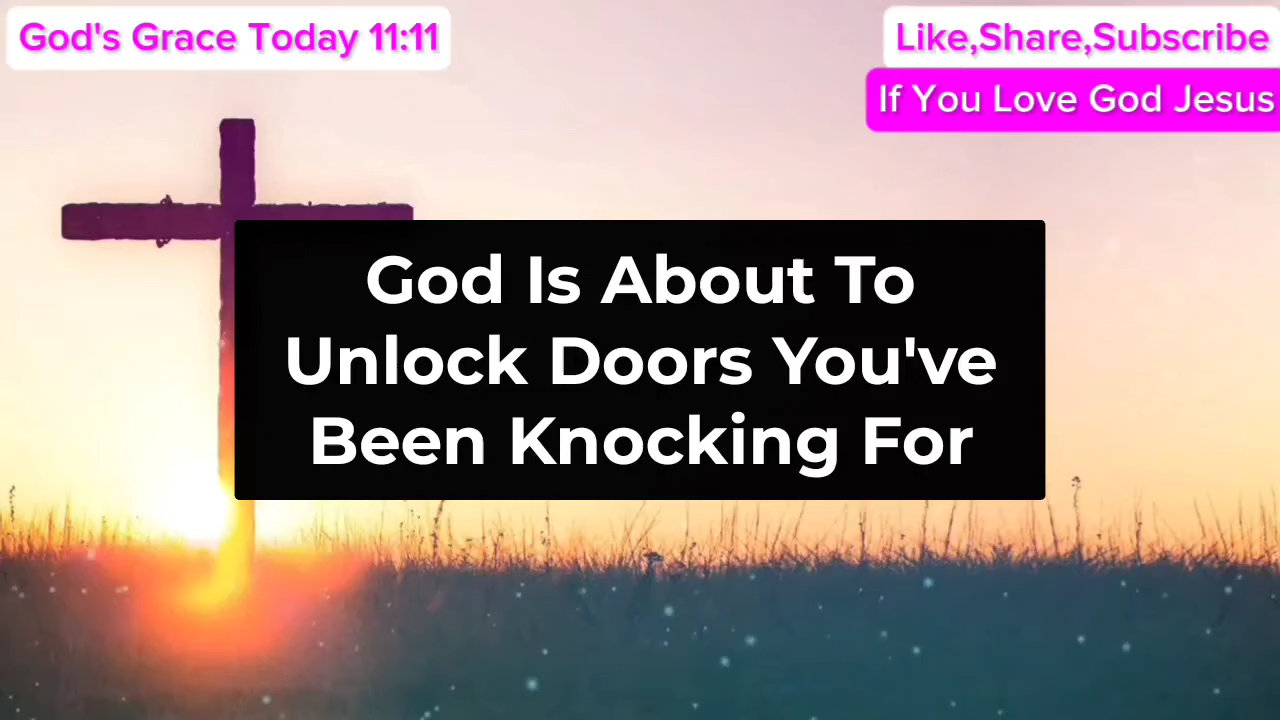 God's Grace Today 11:11
Like,Share,Subscribe
If You Love God Jesus
God Is About To
Unlock Doors You've
Been Knocking For